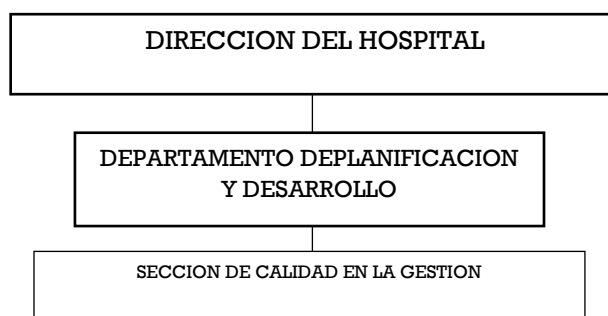 DIRECCION DEL HOSPITAL
DEPARTAMENTO DEPLANIFICACION
Y DESARROLLO
SECCION DE CALIDAD EN LA GESTION